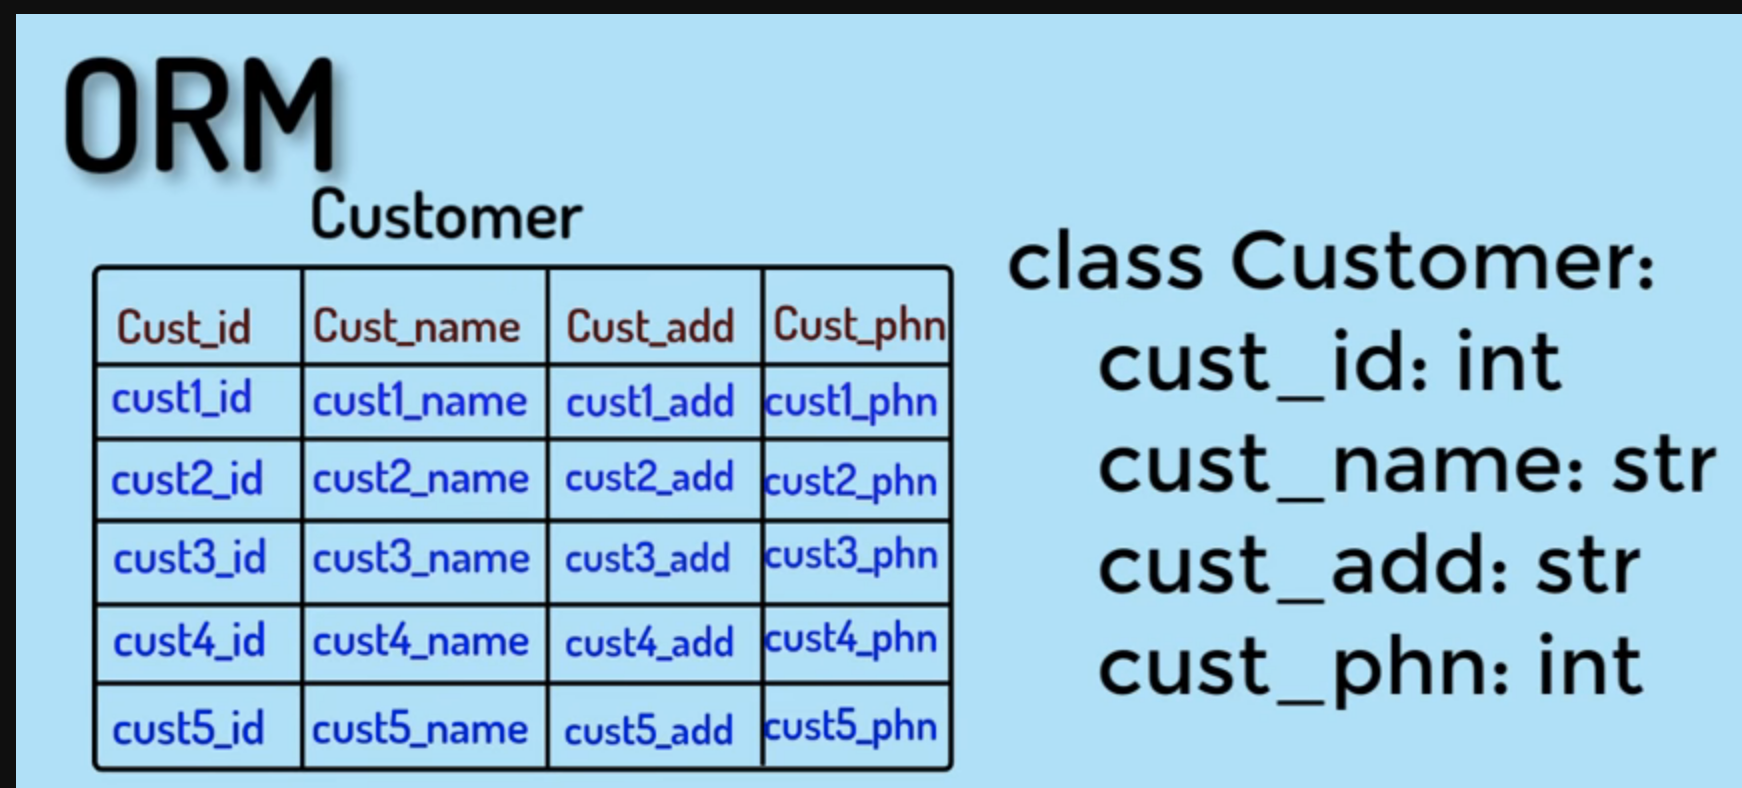 ORM
Customer
Cust_id Cust_name Cust_add Cust_phn
cust1_id cust1_name cust1_add cust1_phn
cust2_id cust2_name cust2_add cust2_phn
cust3_id cust3_name cust3_add cust3_phn
cust4_id cust4_name cust4_add cust4_phn
cust5_id cust5_name cust5_add cust5_phn
class Customer:
cust_id: int
cust_name: str
cust_add: str
cust_phn: int